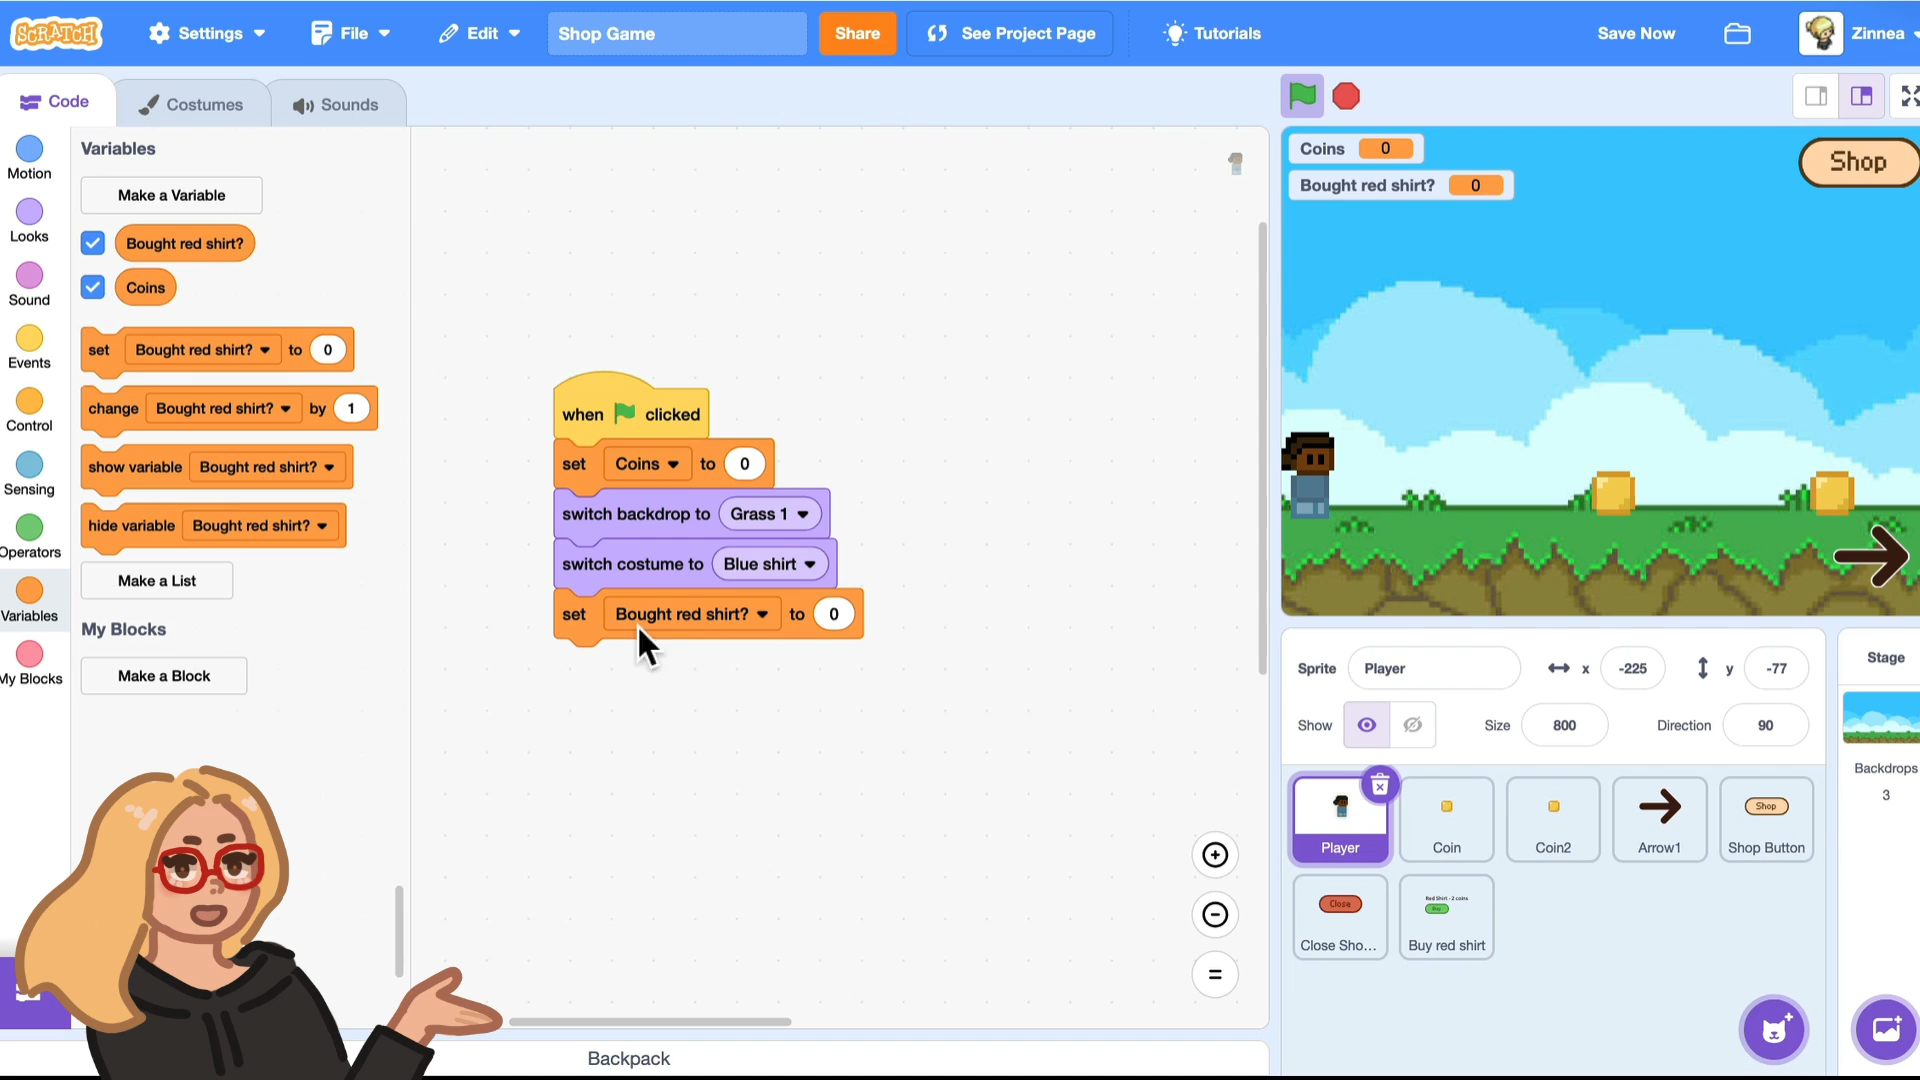 SCRATCH
Settings
File
Edit
Shop Game
Share
See Project Page
Tutorials
Save Now
Zinnea
Code
Costumes
Sounds
Motion
Looks
Sound
Events
Control
Sensing
Operators
Variables
My Blocks
Variables
Make a Variable
Bought red shirt?
Coins
set Bought red shirt? to 0
change Bought red shirt? by 1
show variable Bought red shirt?
hide variable Bought red shirt?
Make a List
My Blocks
Make a Block
when clicked
set Coins to 0
switch backdrop to Grass 1
switch costume to Blue shirt
set Bought red shirt? to 0
Backpack
Coins 0
Bought red shirt? 0
Shop
Sprite Player x -225 y -77
Show Size 800 Direction 90
Player
Coin
Coin2
Arrow1
Shop
Shop Button
Close
Close Sho...
Red Shirt - 2 coins
Buy
Buy red shirt
Stage
Backdrops
3